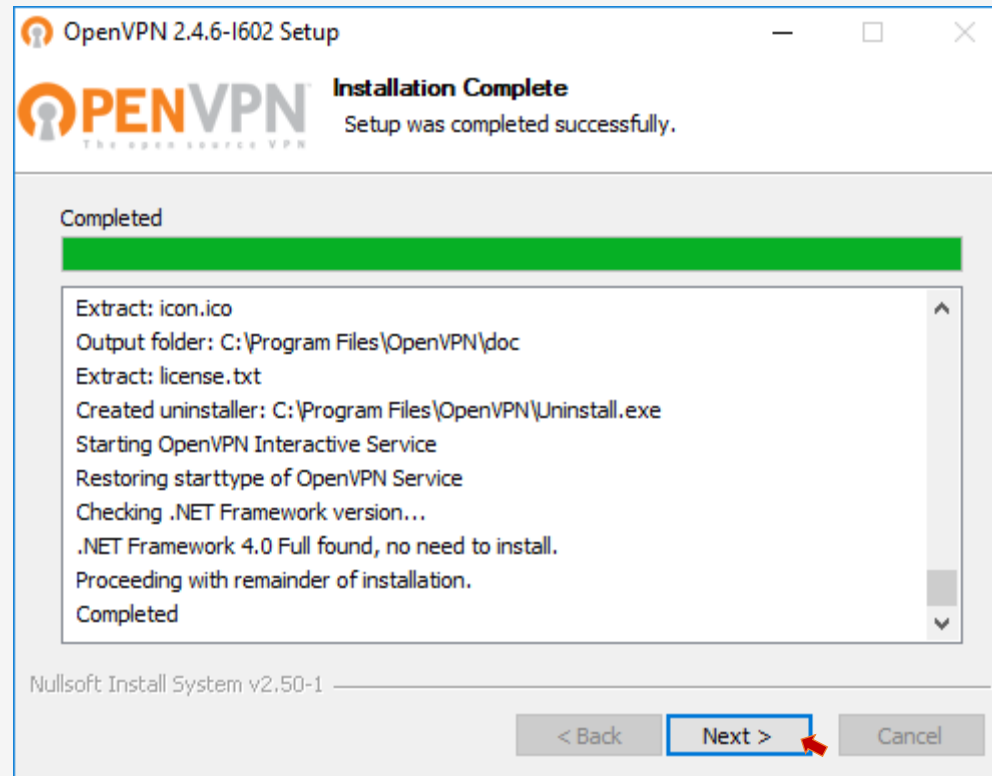 OpenVPN 2.4.6-I602 Setup
OPENVPN
The open source VPN
Installation Complete
Setup was completed successfully.
Completed
Extract: icon.ico
Output folder: C:\Program Files\OpenVPN\doc
Extract: license.txt
Created uninstaller: C:\Program Files\OpenVPN\Uninstall.exe
Starting OpenVPN Interactive Service
Restoring starttype of OpenVPN Service
Checking .NET Framework version...
.NET Framework 4.0 Full found, no need to install.
Proceeding with remainder of installation.
Completed
Nullsoft Install System v2.50-1
< Back
Next >
Cancel